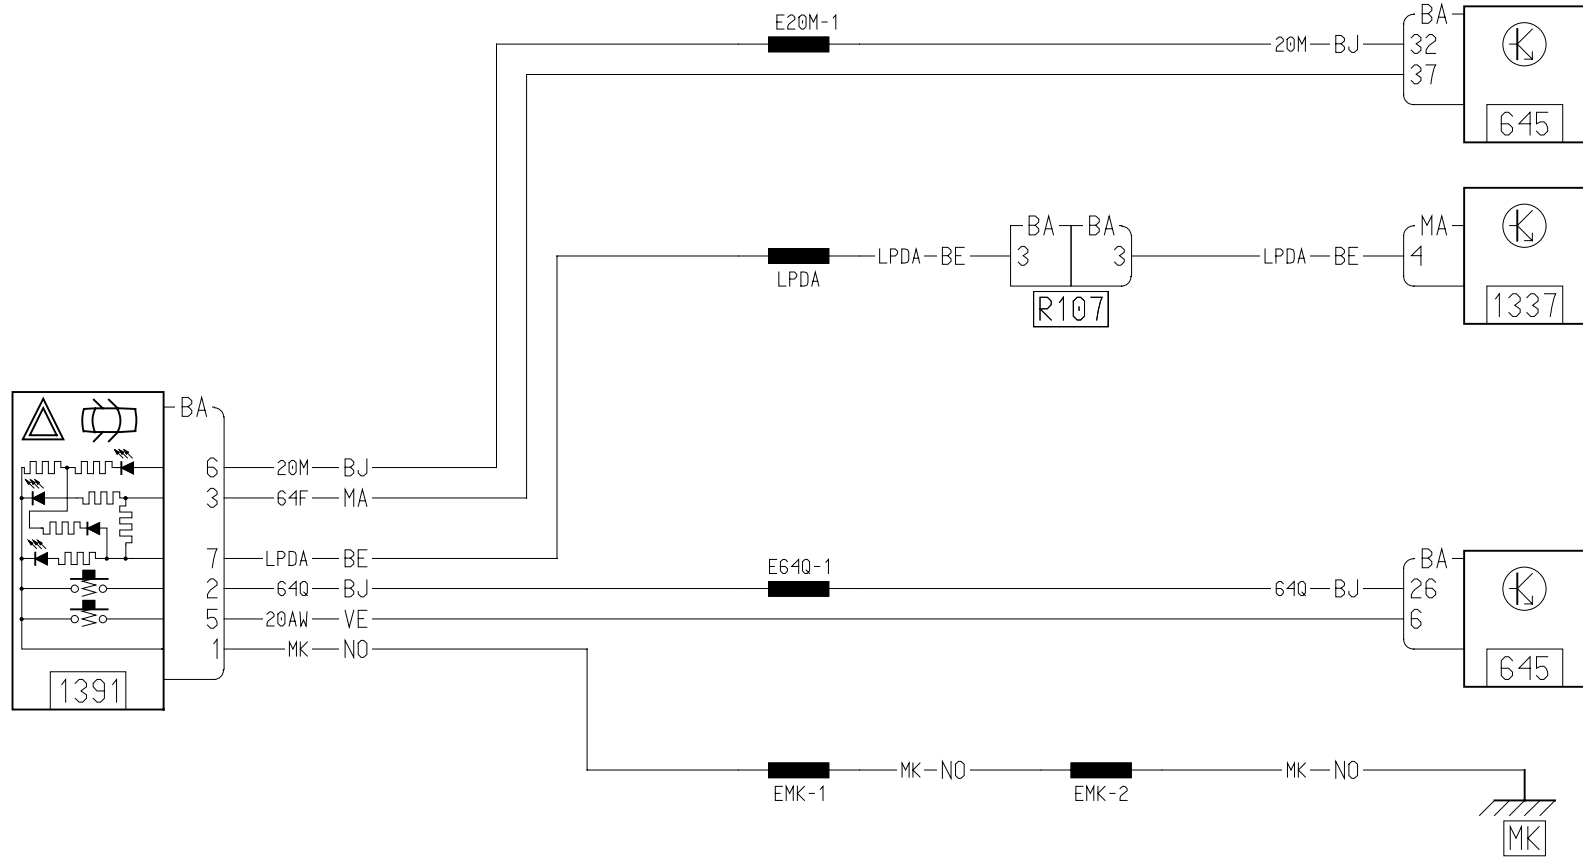 E20M-1
BA
20M BJ 32
37
645
BA BA MA
LPDA BE 3 3 LPDA BE 4
LPDA
R107
1337
BA
6 20M BJ
3 64F MA
7 LPDA BE
E64Q-1
BA
2 64Q BJ 64Q BJ 26
5 20AW VE 6
1 MK NO
645
1391
MK NO MK NO
EMK-1 EMK-2
MK